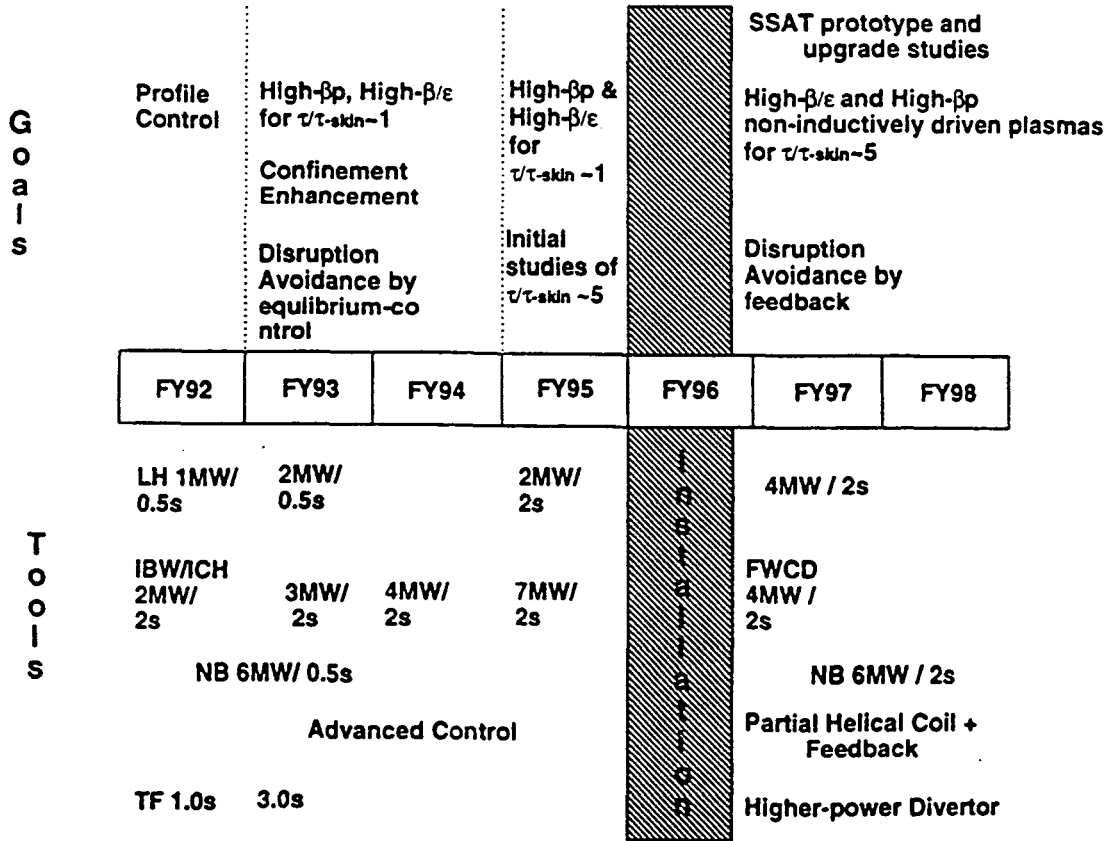 Goals
Profile
Control
High-βp, High-β/ε
for τ/τ-skin~1
Confinement
Enhancement
Disruption
Avoidance by
equlibrium-co
ntrol
High-βp &
High-β/ε
for
τ/τ-skin ~1
Initial
studies of
τ/τ-skin ~5
SSAT prototype and
upgrade studies
High-β/ε and High-βp
non-inductively driven plasmas
for τ/τ-skin~5
Disruption
Avoidance by
feedback
FY92 FY93 FY94 FY95 FY96 FY97 FY98
Tools
Installation
LH 1MW/
0.5s
2MW/
0.5s
2MW/
2s
4MW / 2s
IBW/ICH
2MW/
2s
3MW/
2s
4MW/
2s
7MW/
2s
FWCD
4MW /
2s
NB 6MW/ 0.5s
NB 6MW / 2s
Advanced Control
Partial Helical Coil +
Feedback
TF 1.0s 3.0s
Higher-power Divertor